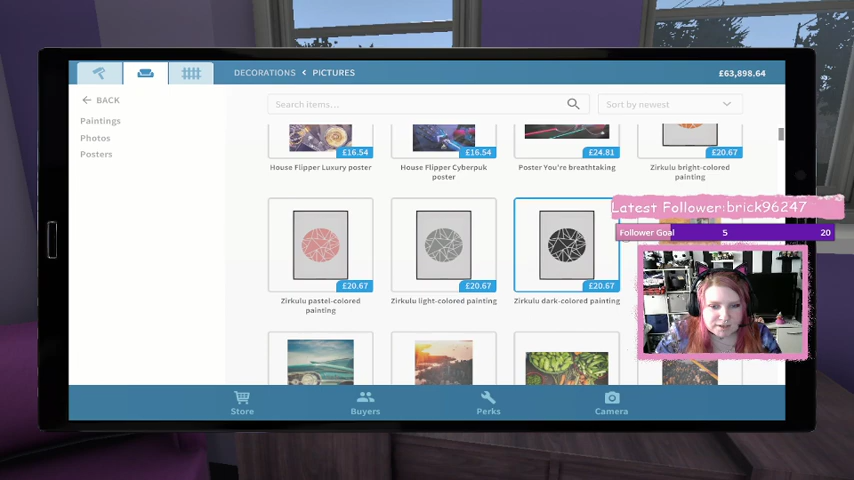 DECORATIONS < PICTURES
£63,898.64
BACK
Search items...
Sort by newest
Paintings
Photos
Posters
£16.54
£16.54
£24.81
£20.67
House Flipper Luxury poster
House Flipper Cyberpuk
poster
Poster You're breathtaking
Zirkulu bright-colored
painting
Latest Follower:brick96247
Follower Goal 5 20
£20.67
£20.67
£20.67
Zirkulu pastel-colored
painting
Zirkulu light-colored painting
Zirkulu dark-colored painting
Store
Buyers
Perks
Camera